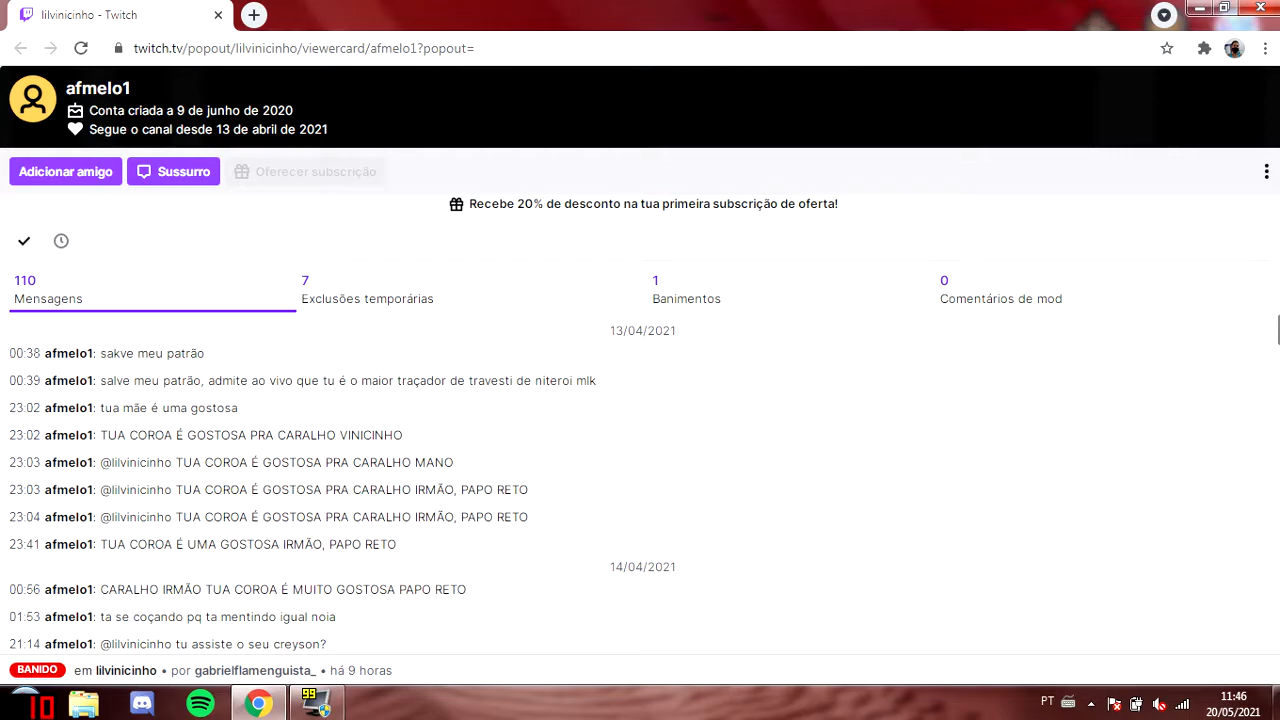 lilvinicinho - Twitch
twitch.tv/popout/lilvinicinho/viewercard/afmelo1?popout=
afmelo1
Conta criada a 9 de junho de 2020
Segue o canal desde 13 de abril de 2021
Adicionar amigo
Sussurro
Oferecer subscrição
Recebe 20% de desconto na tua primeira subscrição de oferta!
110
7
1
0
Mensagens
Exclusões temporárias
Banimentos
Comentários de mod
13/04/2021
00:38 afmelo1: sakve meu patrão
00:39 afmelo1: salve meu patrão, admite ao vivo que tu é o maior traçador de travesti de niteroi mlk
23:02 afmelo1: tua mãe é uma gostosa
23:02 afmelo1: TUA COROA É GOSTOSA PRA CARALHO VINICINHO
23:03 afmelo1: @lilvinicinho TUA COROA É GOSTOSA PRA CARALHO MANO
23:03 afmelo1: @lilvinicinho TUA COROA É GOSTOSA PRA CARALHO IRMÃO, PAPO RETO
23:04 afmelo1: @lilvinicinho TUA COROA É GOSTOSA PRA CARALHO IRMÃO, PAPO RETO
23:41 afmelo1: TUA COROA É UMA GOSTOSA IRMÃO, PAPO RETO
14/04/2021
00:56 afmelo1: CARALHO IRMÃO TUA COROA É MUITO GOSTOSA PAPO RETO
01:53 afmelo1: ta se coçando pq ta mentindo igual noia
21:14 afmelo1: @lilvinicinho tu assiste o seu creyson?
BANIDO em lilvinicinho • por gabrielflamenguista_ • há 9 horas
10
99
PT
11:46
20/05/2021